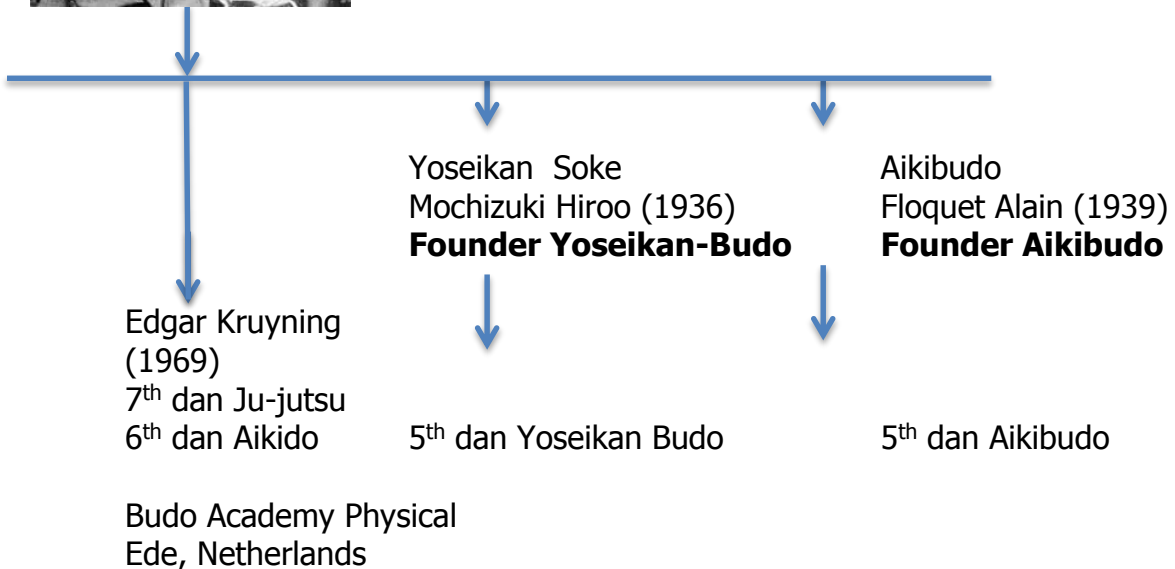 Yoseikan Soke
Mochizuki Hiroo (1936)
Founder Yoseikan-Budo
Aikibudo
Floquet Alain (1939)
Founder Aikibudo
Edgar Kruyning
(1969)
7th dan Ju-jutsu
6th dan Aikido
5th dan Yoseikan Budo
5th dan Aikibudo
Budo Academy Physical
Ede, Netherlands